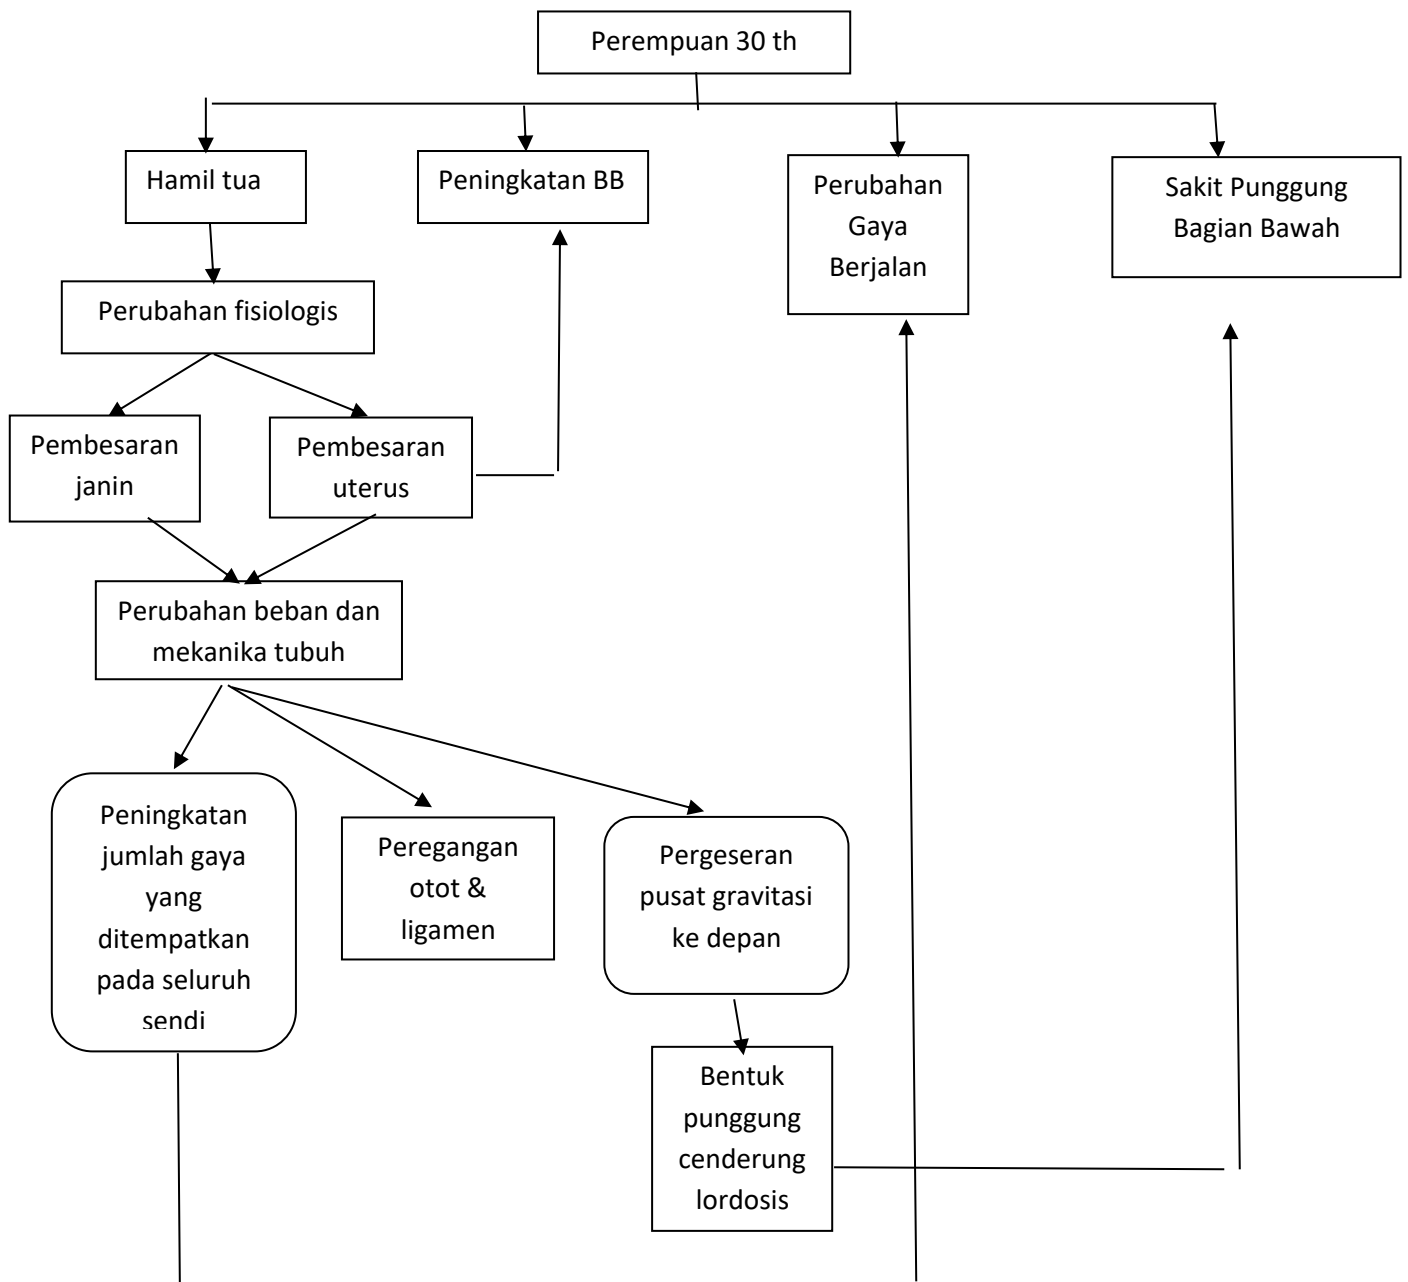 Perempuan 30 th
Hamil tua
Peningkatan BB
Perubahan
Gaya
Berjalan
Sakit Punggung
Bagian Bawah
Perubahan fisiologis
Pembesaran
janin
Pembesaran
uterus
Perubahan beban dan
mekanika tubuh
Peningkatan
jumlah gaya
yang
ditempatkan
pada seluruh
sendi
Peregangan
otot &
ligamen
Pergeseran
pusat gravitasi
ke depan
Bentuk
punggung
cenderung
lordosis